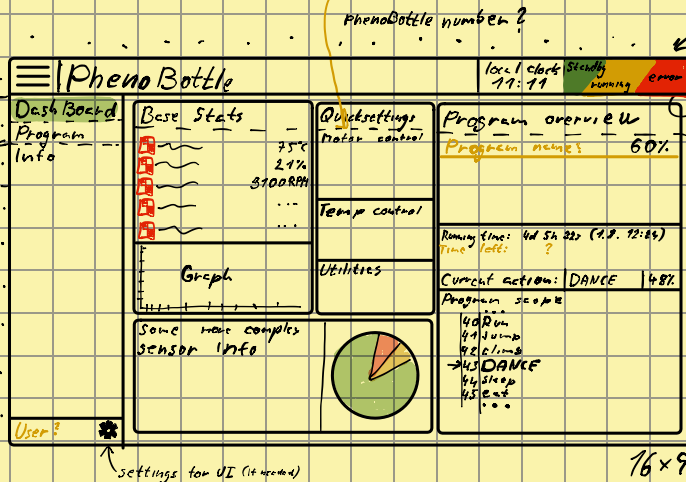 phenoBottle number?
Pheno Bottle
local clock
11:11
Standby
running
error
DashBoard
Program
Info
Base Stats
75°C
21%
3100RPM
...
...
Graph
Quicksettings
Motor control
Temp control
Utilities
Program overview
Program name: 60%
Running time: 4d 5h 22s (1.8. 12:24)
Time left: ?
Current action: DANCE 48%
Program scope
...
40 Run
41 Jump
42 climb
→43 DANCE
44 sleep
45 eat
...
Some more complex
sensor Info
User?
settings for UI (if needed)
16x9